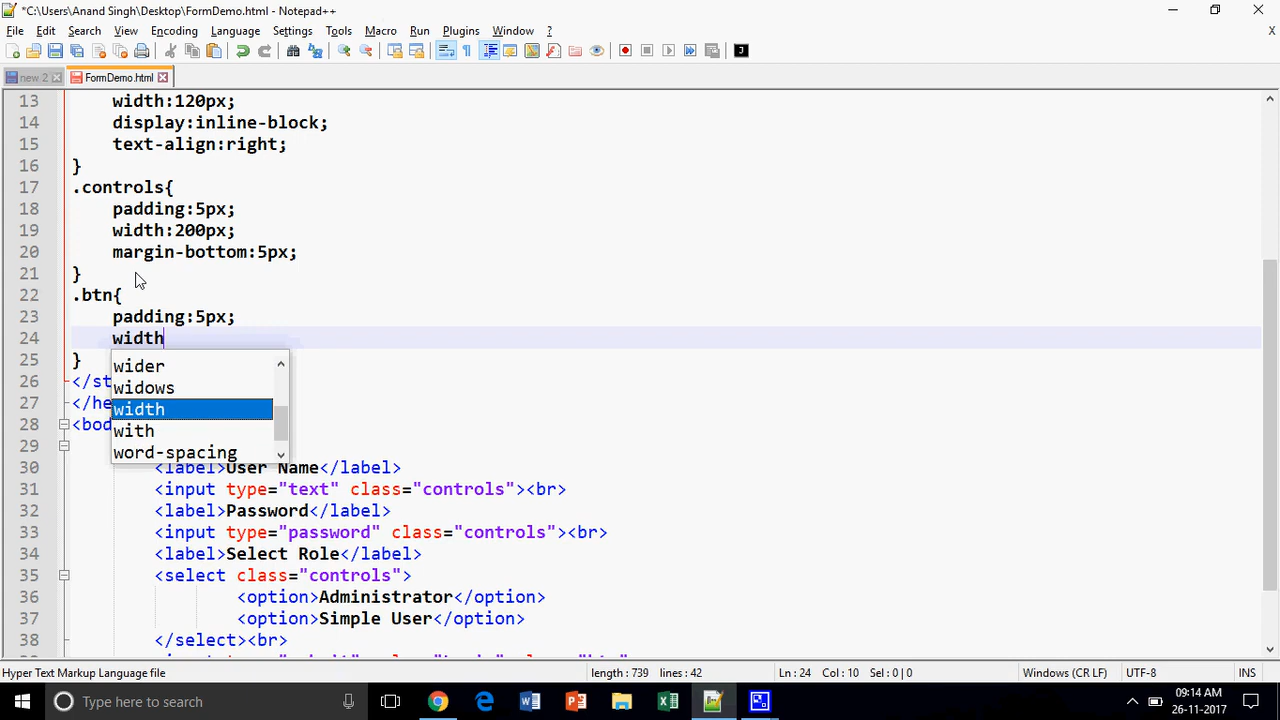 *C:\Users\Anand Singh\Desktop\FormDemo.html - Notepad++
File Edit Search View Encoding Language Settings Tools Macro Run Plugins Window ? X
new 2 FormDemo.html
13 width:120px;
14 display:inline-block;
15 text-align:right;
16 }
17 .controls{
18 padding:5px;
19 width:200px;
20 margin-bottom:5px;
21 }
22 .btn{
23 padding:5px;
24 width
25 }
wider
26 </st
widows
27 </he
width
28 <bod
with
29
word-spacing
30 <label>User Name</label>
31 <input type="text" class="controls"><br>
32 <label>Password</label>
33 <input type="password" class="controls"><br>
34 <label>Select Role</label>
35 <select class="controls">
36 <option>Administrator</option>
37 <option>Simple User</option>
38 </select><br>
Hyper Text Markup Language file length : 739 lines : 42 Ln : 24 Col : 10 Sel : 0 | 0 Windows (CR LF) UTF-8 INS
Type here to search
09:14 AM
26-11-2017